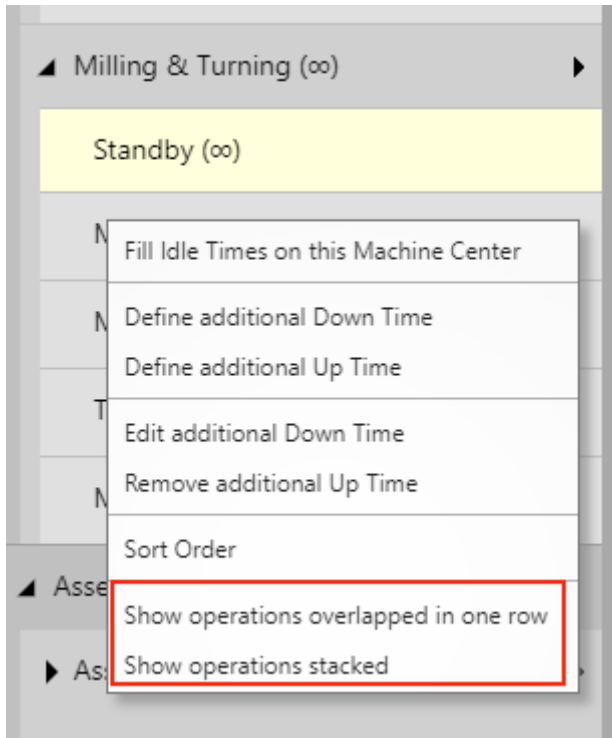 Milling & Turning (∞)
Standby (∞)
Fill Idle Times on this Machine Center
Define additional Down Time
Define additional Up Time
Edit additional Down Time
Remove additional Up Time
Sort Order
Show operations overlapped in one row
Show operations stacked